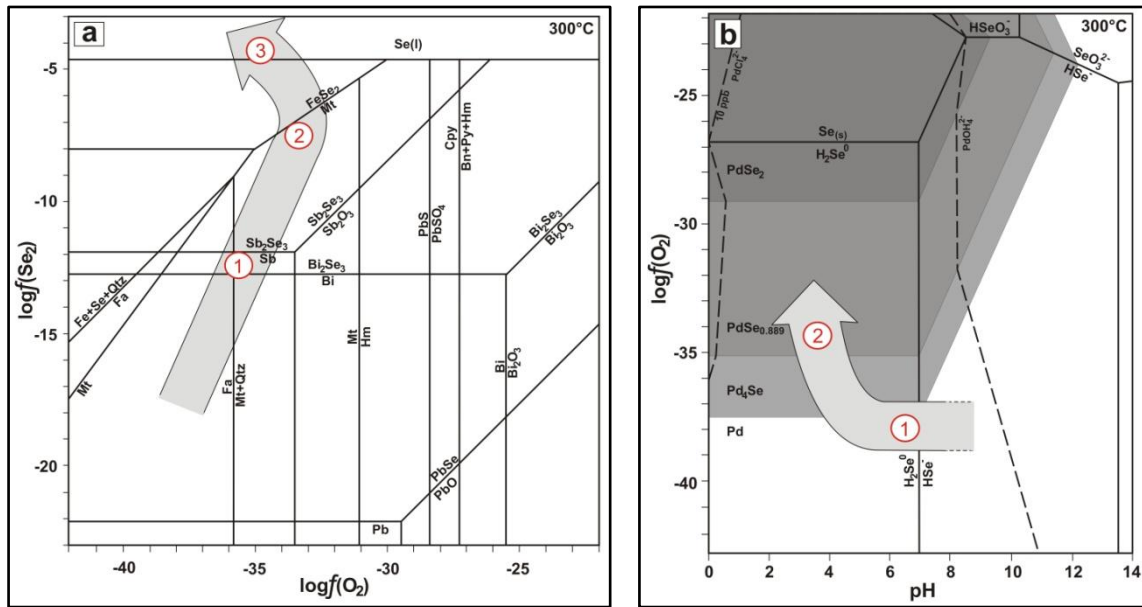 a
300°C
Se(l)
3
FeSe2
Mt
2
Cpy
Bn+Py+Hm
Sb2Se3
Sb2O3
PbS
PbSO4
Bi2Se3
Bi2O3
Sb2Se3
Sb
1
Bi2Se3
Bi
Fe+Se+Qtz
Fa
Mt
Mt
Hm
Fa
Mt+Qtz
Bi
Bi2O3
PbSe
PbO
Pb
-5
-10
-15
-20
-40
-35
-30
-25
logf(Se2)
logf(O2)
b
300°C
HSeO3-
SeO32-
HSe-
PdCl42-
10 ppb
PdOH42-
Se(s)
H2Se0
PdSe2
PdSe0.889
2
Pd4Se
Pd
1
H2Se0
HSe-
-25
-30
-35
-40
0
2
4
6
8
10
12
14
logf(O2)
pH